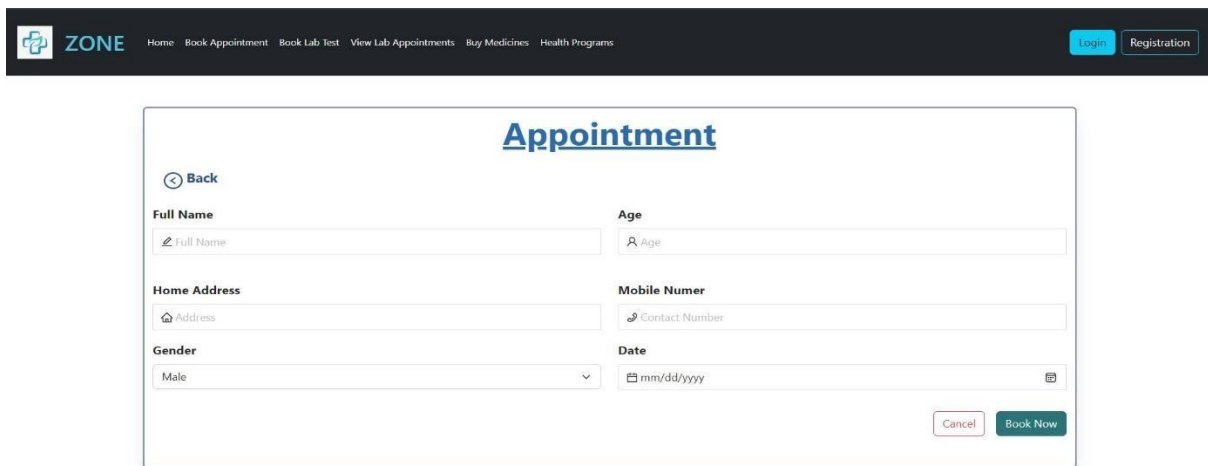 ZONE Home Book Appointment Book Lab Test View Lab Appointments Buy Medicines Health Programs Login Registration
Appointment
Back
Full Name Age
Full Name Age
Home Address Mobile Numer
Address Contact Number
Gender Date
Male mm/dd/yyyy
Cancel Book Now